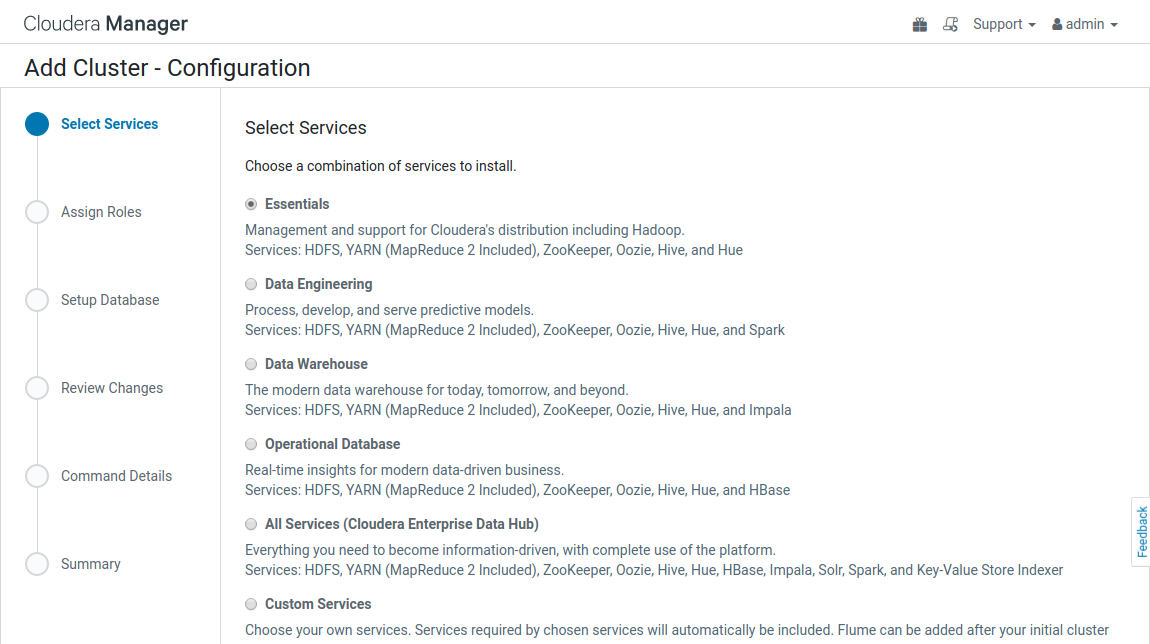 Cloudera Manager
Support
admin
Add Cluster - Configuration
Select Services
Assign Roles
Setup Database
Review Changes
Command Details
Summary
Select Services
Choose a combination of services to install.
Essentials
Management and support for Cloudera's distribution including Hadoop.
Services: HDFS, YARN (MapReduce 2 Included), ZooKeeper, Oozie, Hive, and Hue
Data Engineering
Process, develop, and serve predictive models.
Services: HDFS, YARN (MapReduce 2 Included), ZooKeeper, Oozie, Hive, Hue, and Spark
Data Warehouse
The modern data warehouse for today, tomorrow, and beyond.
Services: HDFS, YARN (MapReduce 2 Included), ZooKeeper, Oozie, Hive, Hue, and Impala
Operational Database
Real-time insights for modern data-driven business.
Services: HDFS, YARN (MapReduce 2 Included), ZooKeeper, Oozie, Hive, Hue, and HBase
All Services (Cloudera Enterprise Data Hub)
Everything you need to become information-driven, with complete use of the platform.
Services: HDFS, YARN (MapReduce 2 Included), ZooKeeper, Oozie, Hive, Hue, HBase, Impala, Solr, Spark, and Key-Value Store Indexer
Custom Services
Choose your own services. Services required by chosen services will automatically be included. Flume can be added after your initial cluster
Feedback